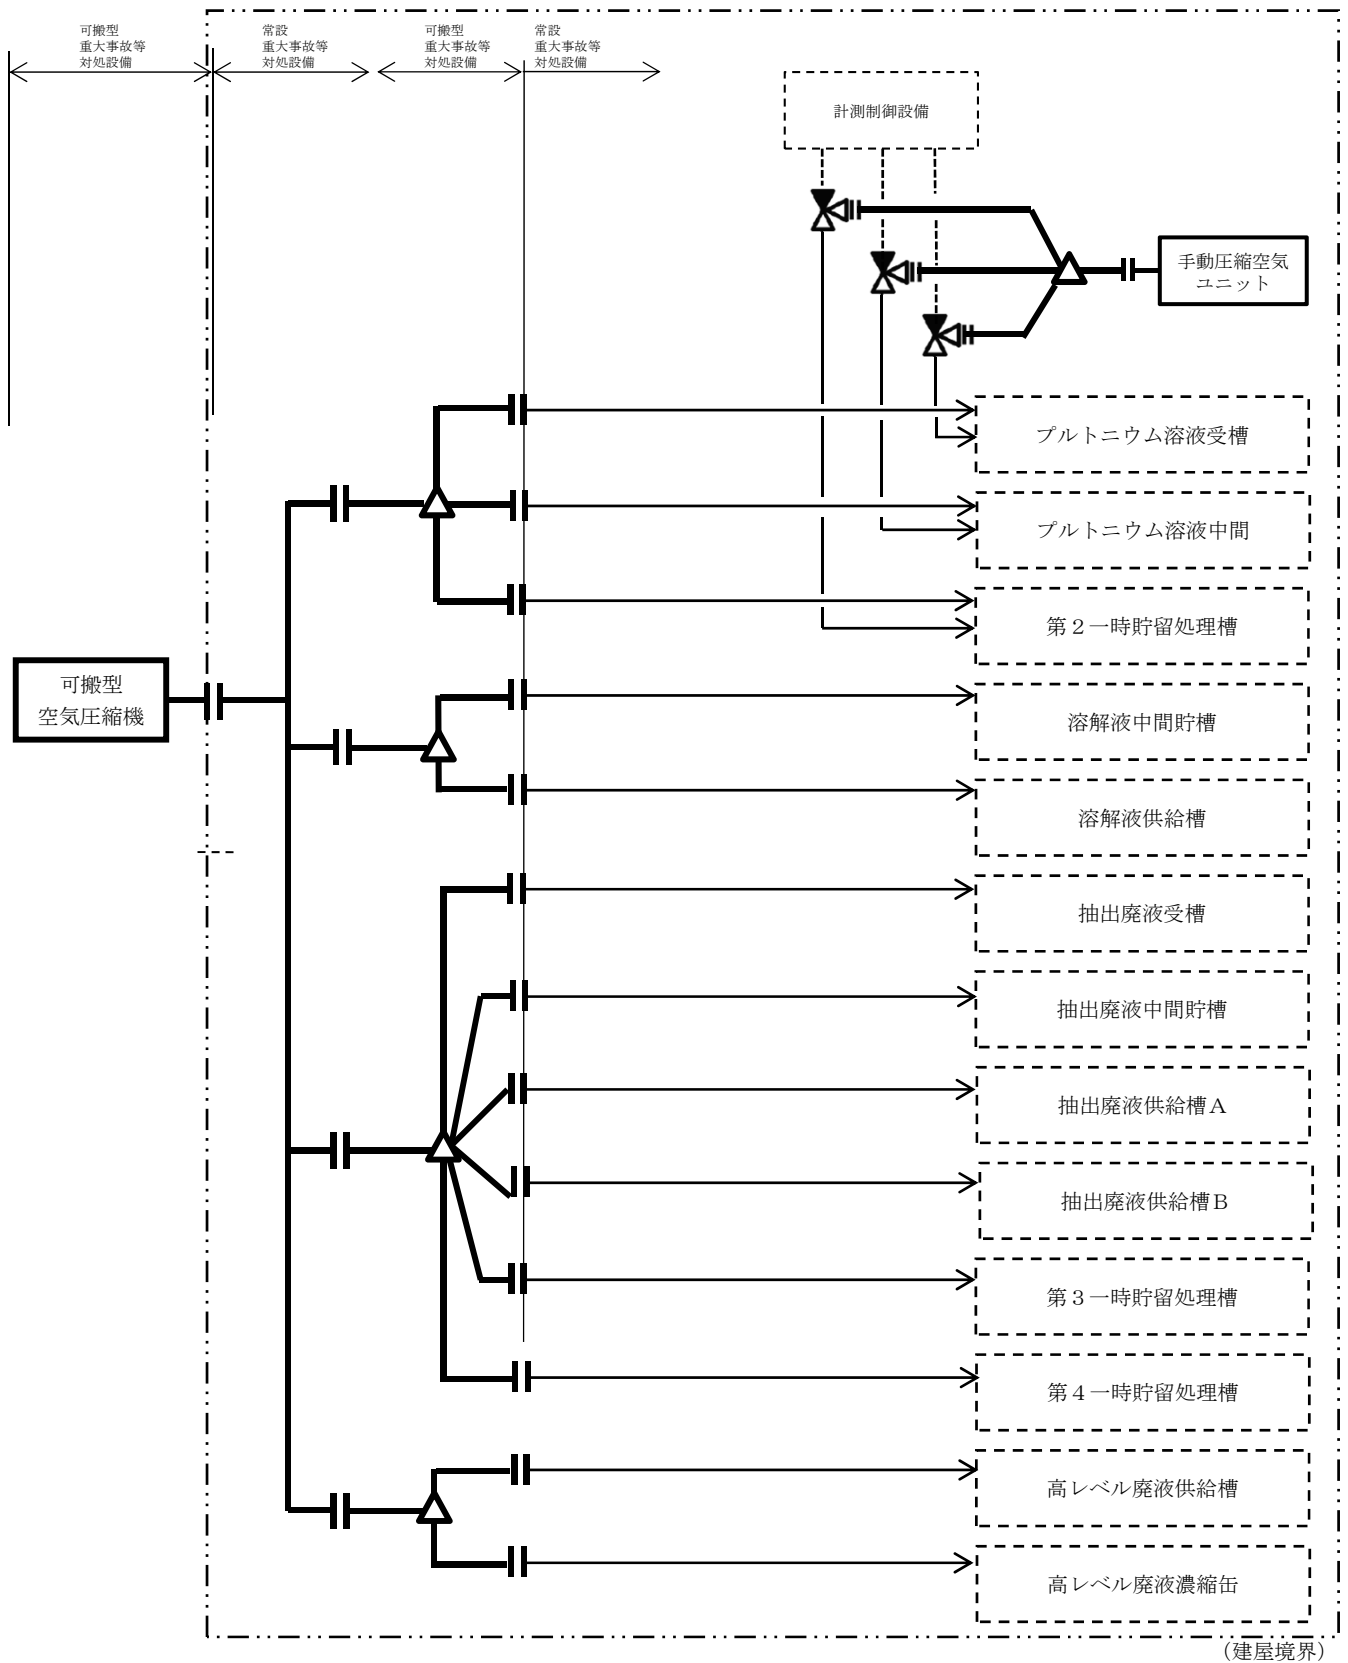 可搬型
重大事故等
対処設備
常設
重大事故等
対処設備
可搬型
重大事故等
対処設備
常設
重大事故等
対処設備
計測制御設備
手動圧縮空気
ユニット
プルトニウム溶液受槽
プルトニウム溶液中間
第２一時貯留処理槽
可搬型
空気圧縮機
溶解液中間貯槽
溶解液供給槽
抽出廃液受槽
抽出廃液中間貯槽
抽出廃液供給槽Ａ
抽出廃液供給槽Ｂ
第３一時貯留処理槽
第４一時貯留処理槽
高レベル廃液供給槽
高レベル廃液濃縮缶
（建屋境界）